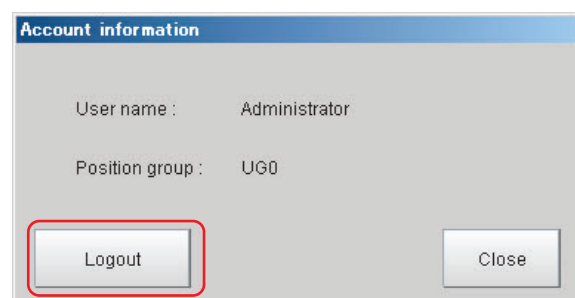 Account information
User name : Administrator
Position group : UG0
Logout Close